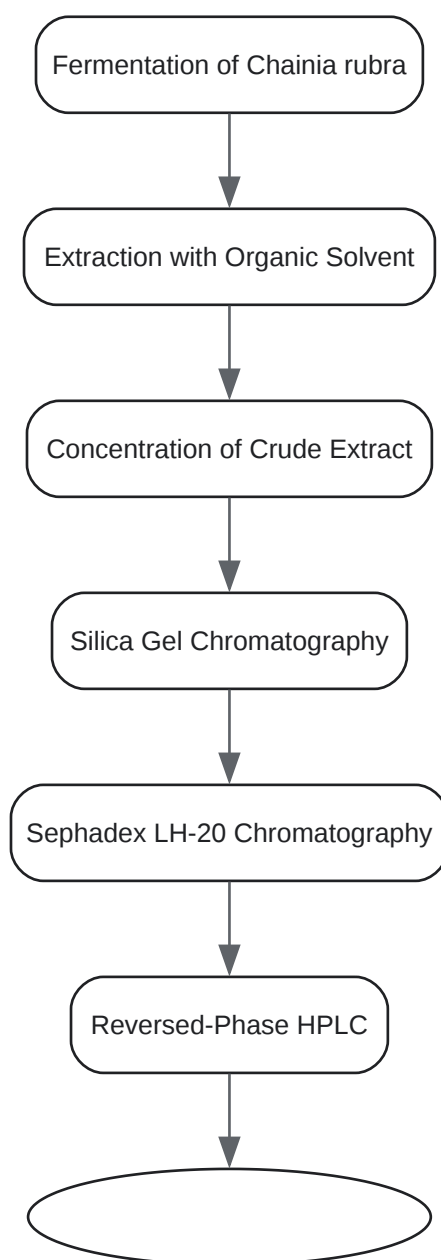 Fermentation of Chainia rubra
Extraction with Organic Solvent
Concentration of Crude Extract
Silica Gel Chromatography
Sephadex LH-20 Chromatography
Reversed-Phase HPLC